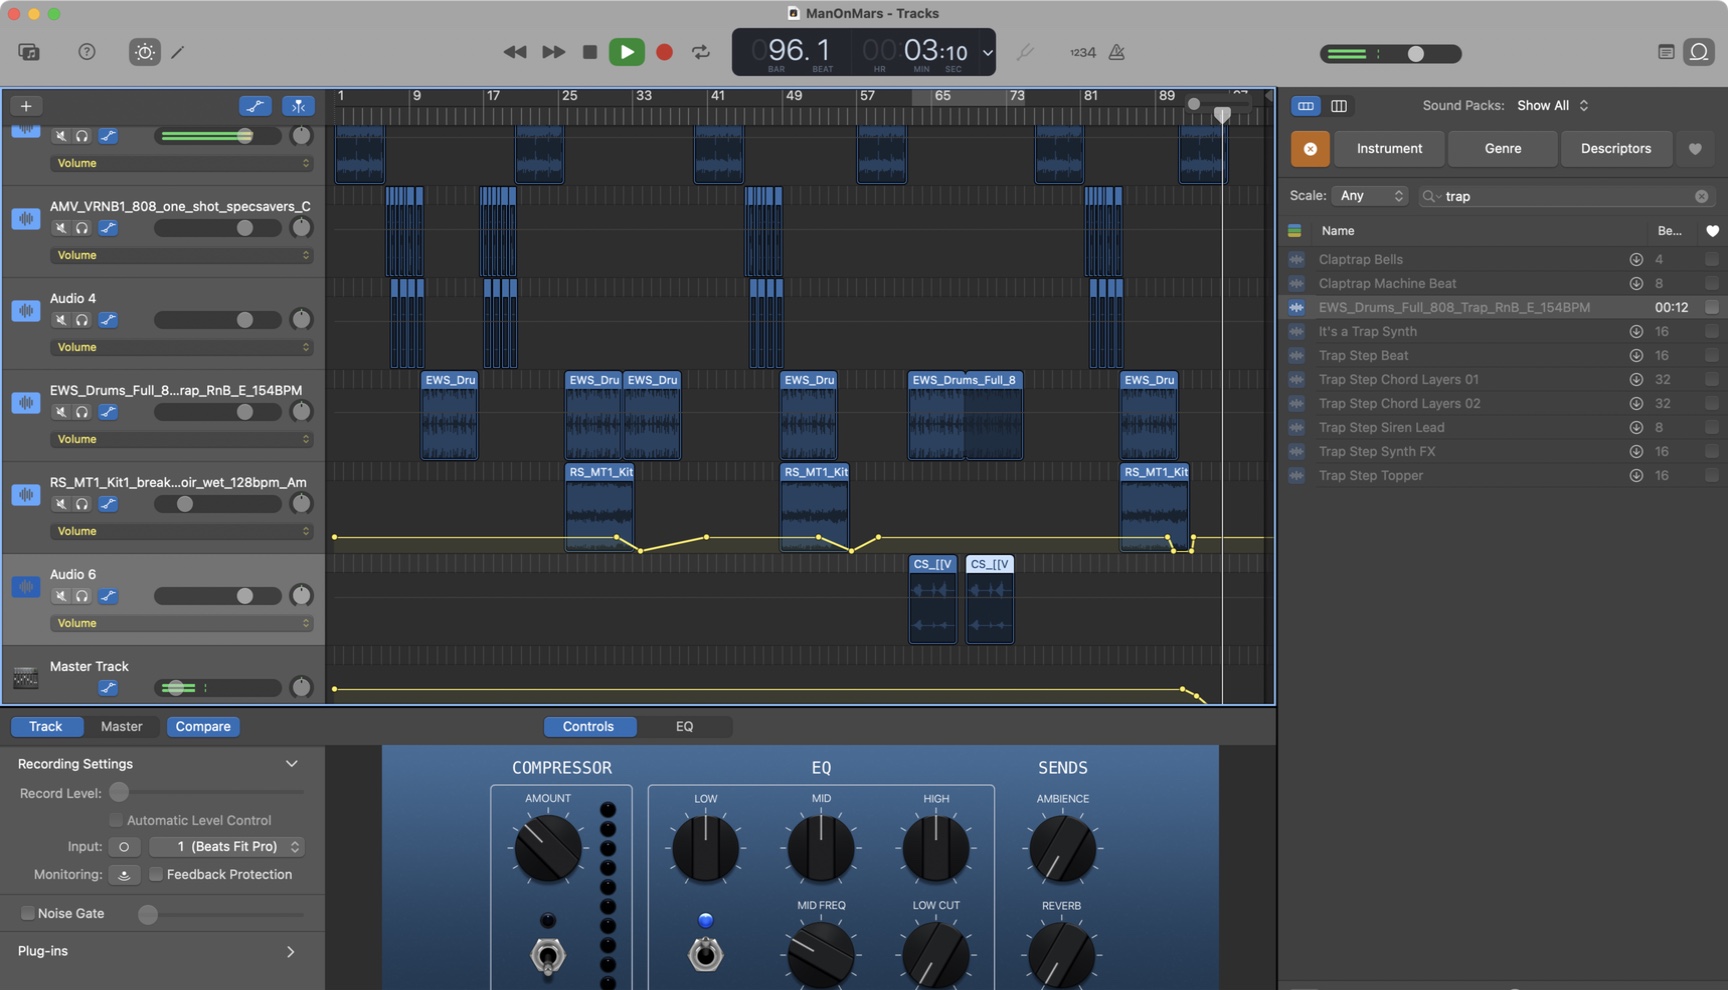 ManOnMars - Tracks
096.1
00:03:10
BAR BEAT HR MIN SEC
1234
1 9 17 25 33 41 49 57 65 73 81 89 97
Volume
AMV_VRNB1_808_one_shot_specsavers_C
Volume
Audio 4
Volume
EWS_Drums_Full_8...rap_RnB_E_154BPM
Volume
EWS_Dru EWS_Dru EWS_Dru EWS_Dru EWS_Drums_Full_8 EWS_Dru
RS_MT1_Kit1_break...oir_wet_128bpm_Am
Volume
RS_MT1_Kit RS_MT1_Kit RS_MT1_Kit
Audio 6
Volume
CS_[[V CS_[[V
Master Track
Sound Packs: Show All
Instrument Genre Descriptors
Scale: Any trap
Name Be...
Claptrap Bells 4
Claptrap Machine Beat 8
EWS_Drums_Full_808_Trap_RnB_E_154BPM 00:12
It's a Trap Synth 16
Trap Step Beat 16
Trap Step Chord Layers 01 32
Trap Step Chord Layers 02 32
Trap Step Siren Lead 8
Trap Step Synth FX 16
Trap Step Topper 16
Track Master Compare
Controls EQ
Recording Settings
Record Level:
Automatic Level Control
Input: 1 (Beats Fit Pro)
Monitoring: Feedback Protection
Noise Gate
Plug-ins
COMPRESSOR EQ SENDS
AMOUNT LOW MID HIGH AMBIENCE
MID FREQ LOW CUT REVERB